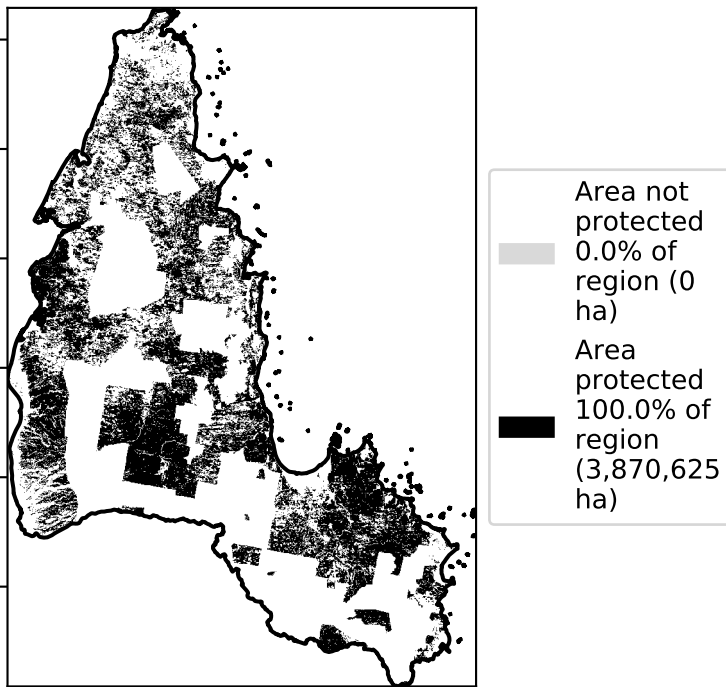 Area not
protected
0.0% of
region (0
ha)
Area
protected
100.0% of
region
(3,870,625
ha)